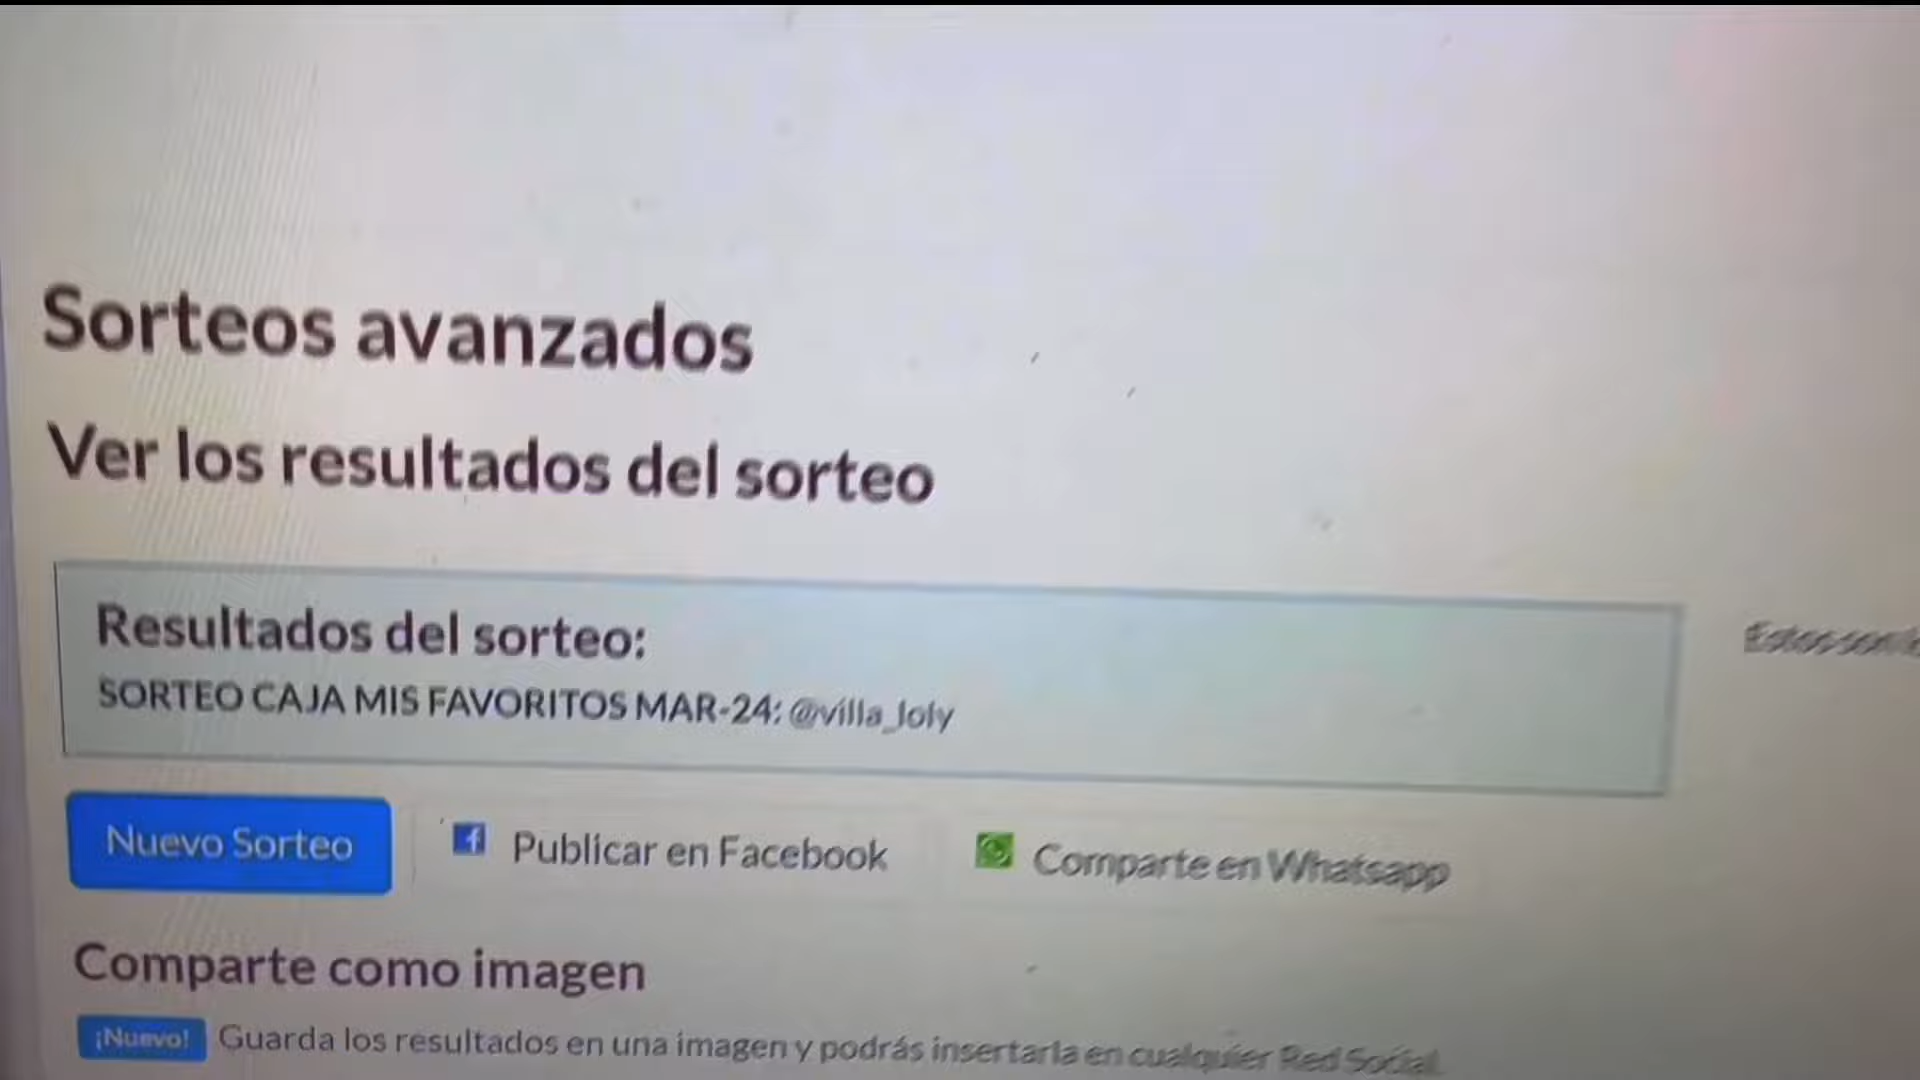 Sorteos avanzados
Ver los resultados del sorteo
Resultados del sorteo:
SORTEO CAJA MIS FAVORITOS MAR-24: @villa_Joly
Nuevo Sorteo
Publicar en Facebook
Comparte en Whatsapp
Comparte como imagen
¡Nuevo! Guarda los resultados en una imagen y podrás insertarla en cualquier Red Social.